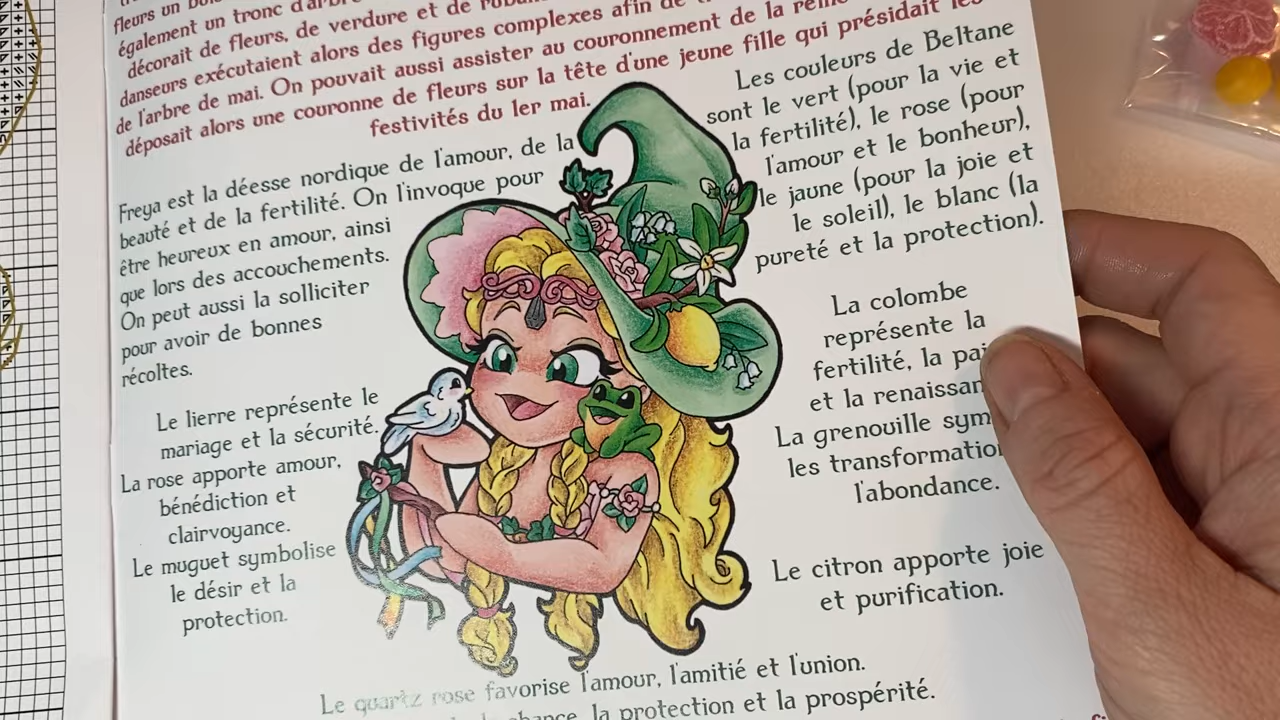 fleurs un
également un tronc
décorait de fleurs, de verdure et de
danseurs exécutaient alors des figures complexes afin de
de l'arbre de mai. On pouvait aussi assister au couronnement de la reine
déposait alors une couronne de fleurs sur la tête d'une jeune fille qui présidait les
festivités du 1er mai.
Freya est la déesse nordique de l'amour, de la
beauté et de la fertilité. On l'invoque pour
être heureux en amour, ainsi
que lors des accouchements.
On peut aussi la solliciter
pour avoir de bonnes
récoltes.
Le lierre représente le
mariage et la sécurité.
La rose apporte amour,
bénédiction et
clairvoyance.
Le muguet symbolise
le désir et la
protection.
Les couleurs de Beltane
sont le vert (pour la vie et
la fertilité), le rose (pour
l'amour et le bonheur),
le jaune (pour la joie et
le soleil), le blanc (la
pureté et la protection).
La colombe
représente la
fertilité, la
et la
La grenouille
les
l'abondance.
Le citron apporte joie
et purification.
Le quartz rose favorise l'amour, l'amitié et l'union.
la protection et la prospérité.